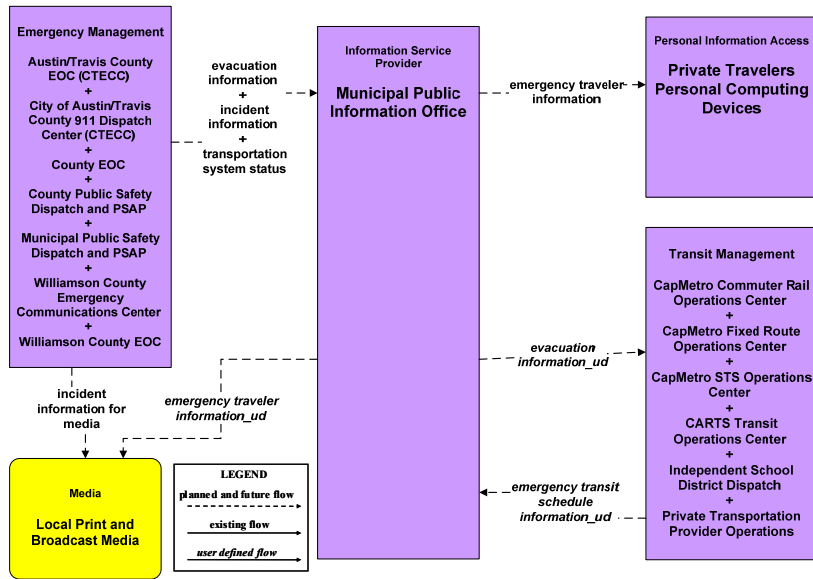 Emergency Management
Austin/Travis County
EOC (CTECC)
+
City of Austin/Travis
County 911 Dispatch
Center (CTECC)
+
County EOC
+
County Public Safety
Dispatch and PSAP
+
Municipal Public Safety
Dispatch and PSAP
+
Williamson County
Emergency
Communications Center
+
Williamson County EOC
evacuation
information
+
incident
information
+
transportation
system status
Information Service
Provider
Municipal Public
Information Office
emergency traveler
information
Personal Information Access
Private Travelers
Personal Computing
Devices
Transit Management
CapMetro Commuter Rail
Operations Center
+
CapMetro Fixed Route
Operations Center
+
CapMetro STS Operations
Center
+
CARTS Transit
Operations Center
+
Independent School
District Dispatch
+
Private Transportation
Provider Operations
evacuation
information_ud
emergency transit
schedule
information_ud
emergency traveler
information_ud
incident
information for
media
Media
Local Print and
Broadcast Media
LEGEND
planned and future flow
existing flow
user defined flow